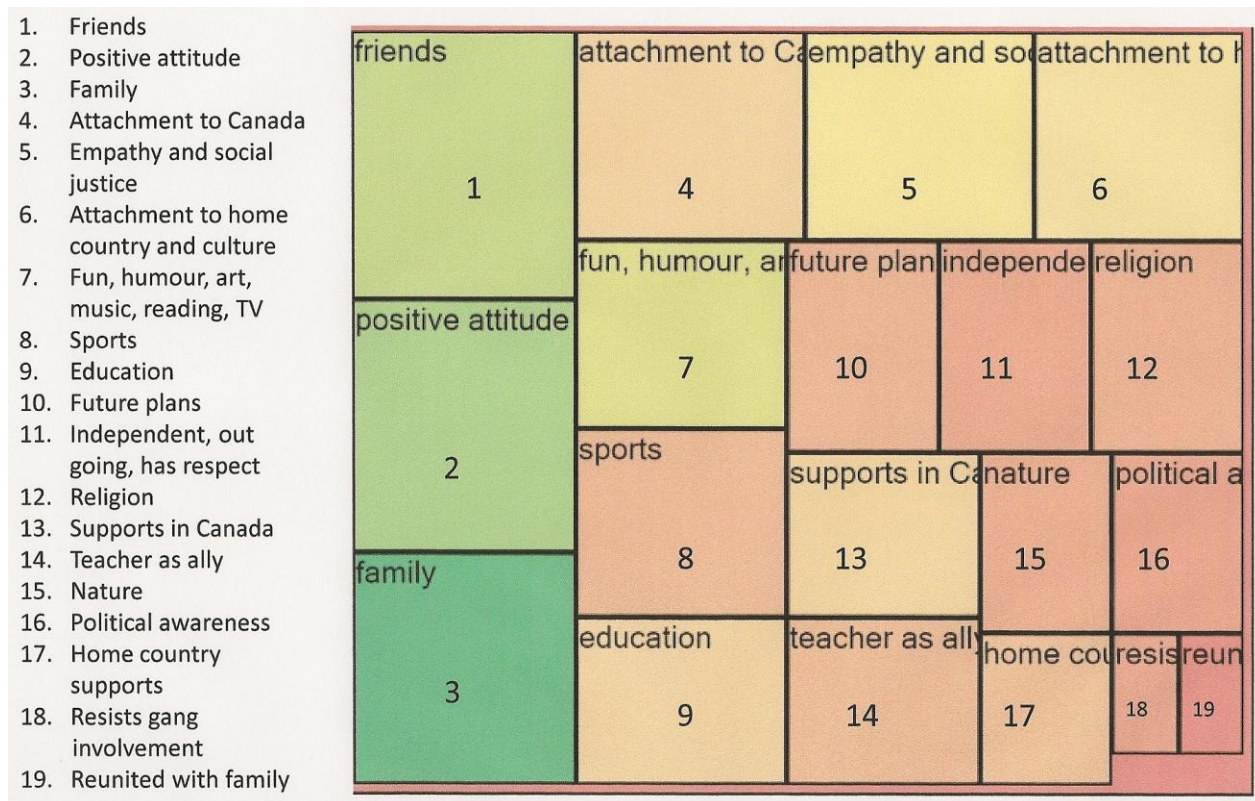 1. Friends
2. Positive attitude
3. Family
4. Attachment to Canada
5. Empathy and social
justice
6. Attachment to home
country and culture
7. Fun, humour, art,
music, reading, TV
8. Sports
9. Education
10. Future plans
11. Independent, out
going, has respect
12. Religion
13. Supports in Canada
14. Teacher as ally
15. Nature
16. Political awareness
17. Home country
supports
18. Resists gang
involvement
19. Reunited with family
friends
1
positive attitude
2
family
3
attachment to Ca
4
empathy and soc
5
attachment to h
6
fun, humour, ar
7
sports
8
education
9
future plan
10
independe
11
religion
12
supports in Ca
13
teacher as ally
14
nature
15
political a
16
home cou
17
resis
18
reun
19